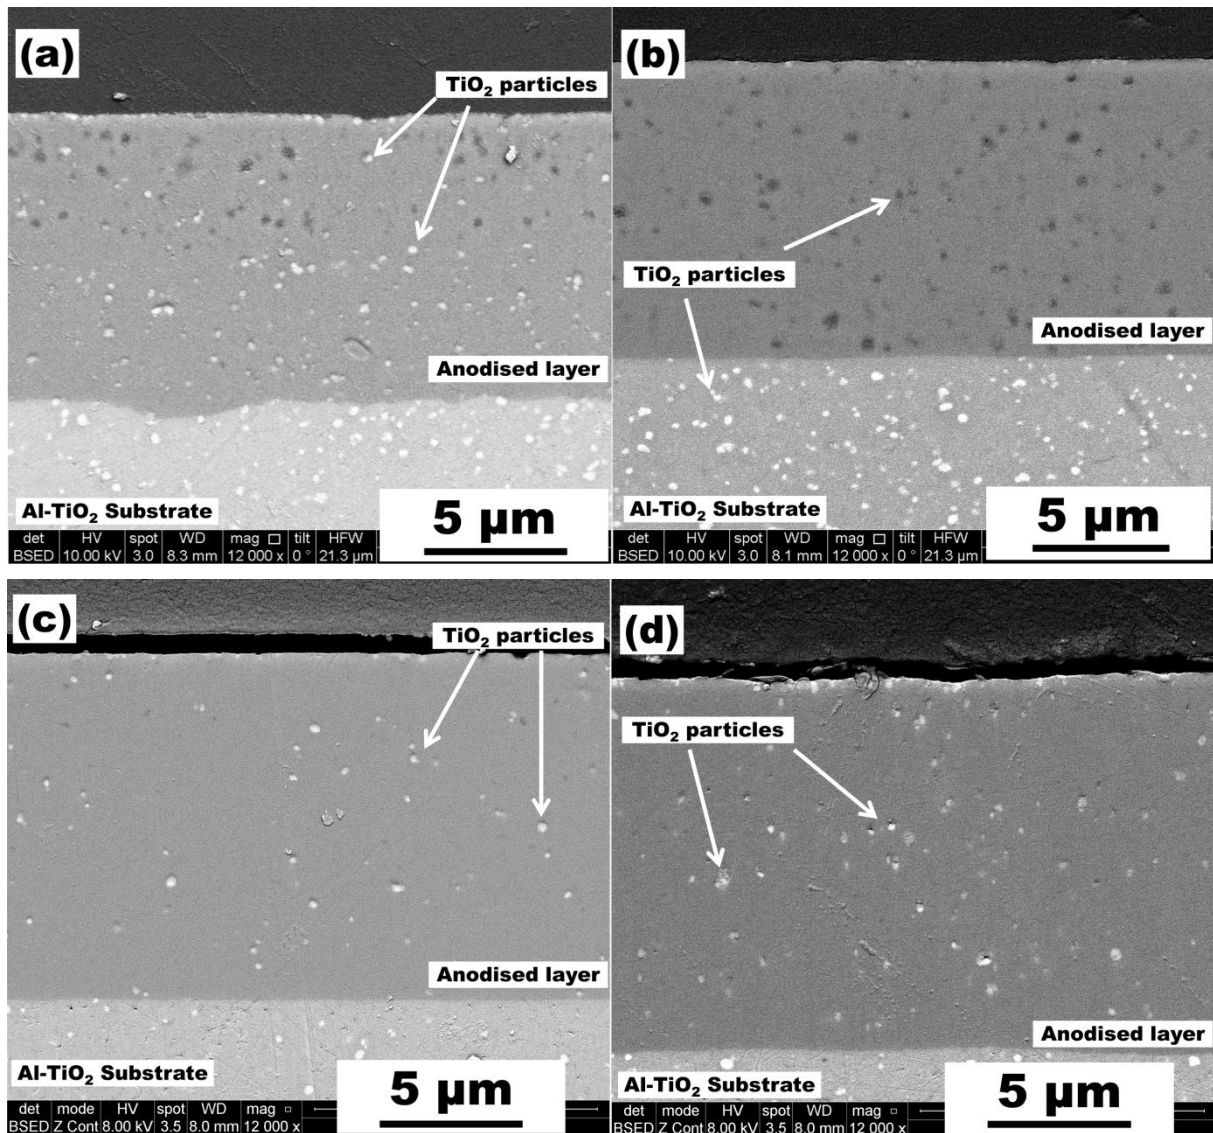 (a)
TiO₂ particles
Anodised layer
Al-TiO₂ Substrate
5 µm
det HV spot WD mag tilt HFW
BSED 10.00 kV 3.0 8.3 mm 12 000 x 0 ° 21.3 µm
(b)
TiO₂ particles
Anodised layer
Al-TiO₂ Substrate
5 µm
det HV spot WD mag tilt HFW
BSED 10.00 kV 3.0 8.1 mm 12 000 x 0 ° 21.3 µm
(c)
TiO₂ particles
Anodised layer
Al-TiO₂ Substrate
5 µm
det mode HV spot WD mag
BSED Z Cont 8.00 kV 3.5 8.0 mm 12 000 x
(d)
TiO₂ particles
Anodised layer
Al-TiO₂ Substrate
5 µm
det mode HV spot WD mag
BSED Z Cont 8.00 kV 3.5 8.0 mm 12 000 x